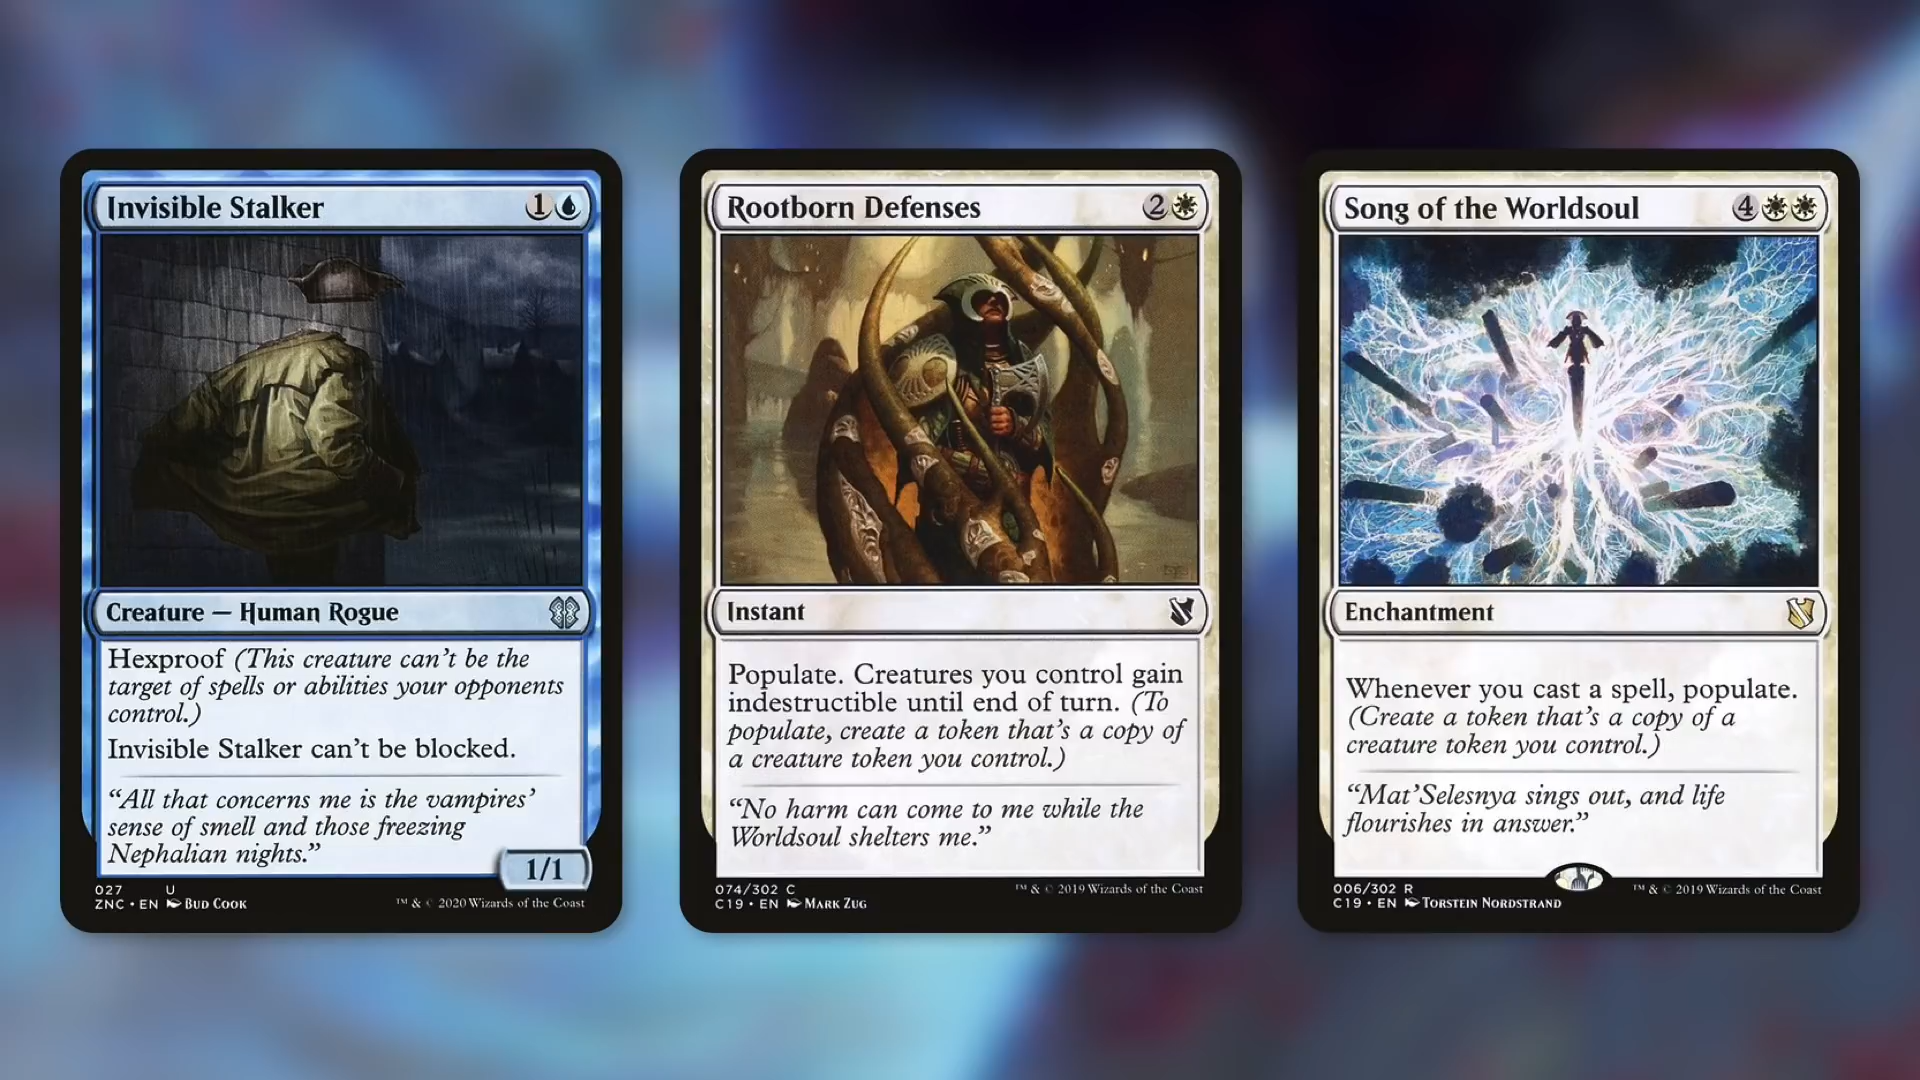 Invisible Stalker 1
Creature — Human Rogue
Hexproof (This creature can't be the
target of spells or abilities your opponents
control.)
Invisible Stalker can't be blocked.
“All that concerns me is the vampires’
sense of smell and those freezing
Nephalian nights.”
1/1
027 U
ZNC • EN BUD COOK
™ & © 2020 Wizards of the Coast
Rootborn Defenses 2
Instant
Populate. Creatures you control gain
indestructible until end of turn. (To
populate, create a token that’s a copy of
a creature token you control.)
“No harm can come to me while the
Worldsoul shelters me.”
074/302 C
C19 • EN MARK ZUG
™ & © 2019 Wizards of the Coast
Song of the Worldsoul 4
Enchantment
Whenever you cast a spell, populate.
(Create a token that’s a copy of a
creature token you control.)
“Mat’Selesnya sings out, and life
flourishes in answer.”
006/302 R
C19 • EN TORSTEIN NORDSTRAND
™ & © 2019 Wizards of the Coast